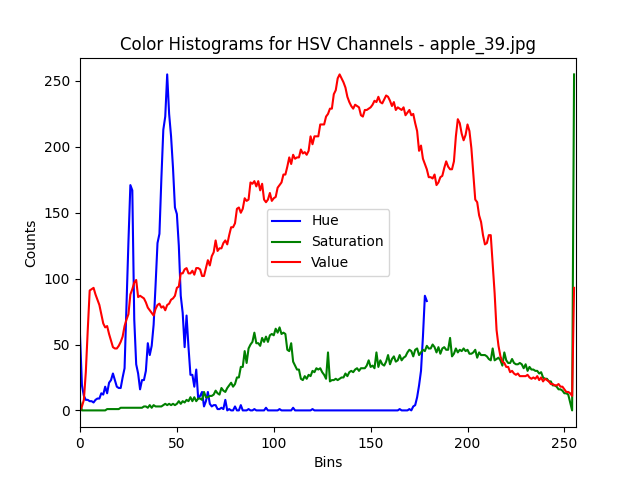 Color Histograms for HSV Channels - apple_39.jpg
250
200
150
100
50
0
Counts
Hue
Saturation
Value
0 50 100 150 200 250
Bins